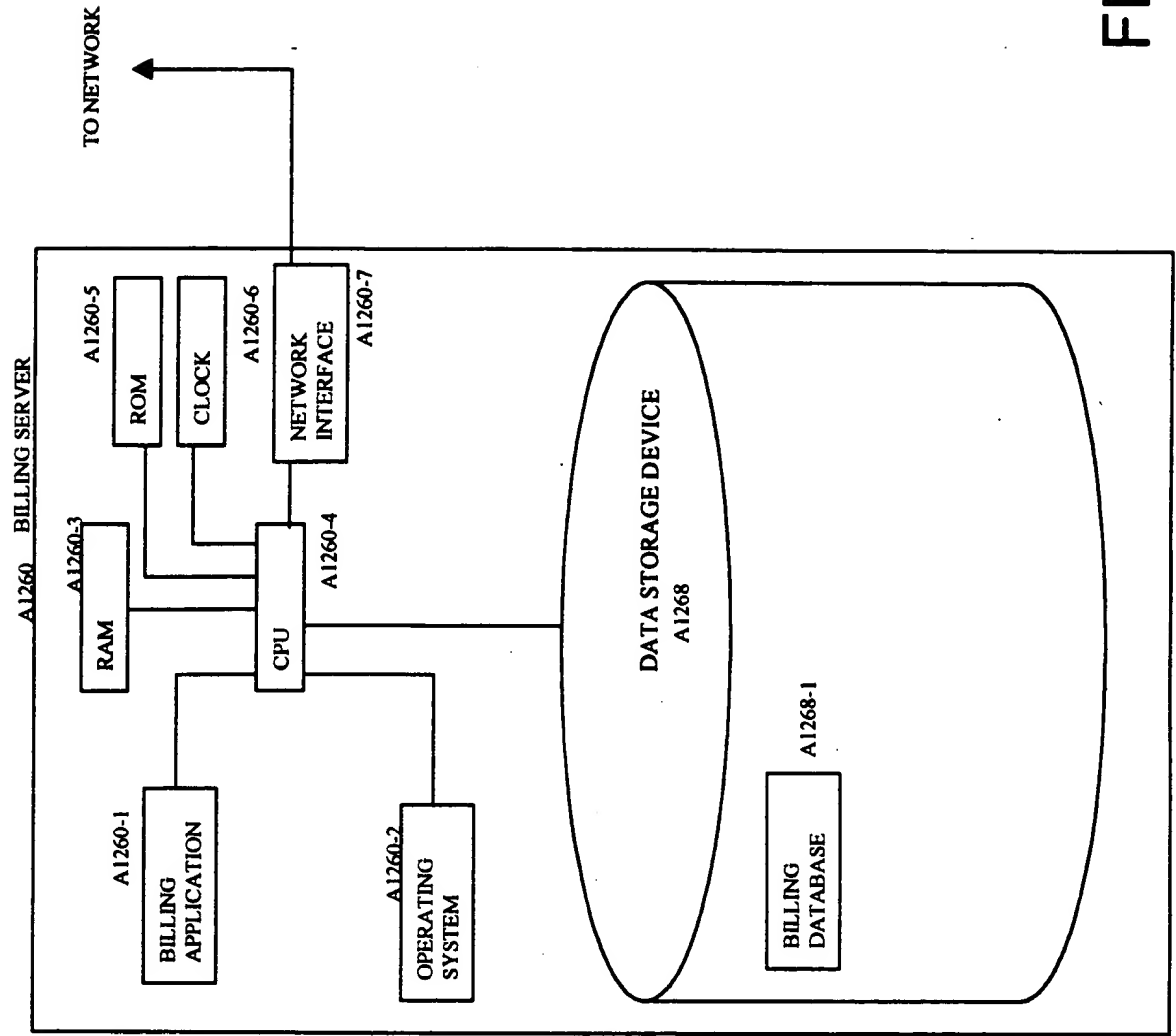 A1260 BILLING SERVER
A1260-1
BILLING
APPLICATION
A1260-3
RAM
A1260-5
ROM
CLOCK
A1260-6
CPU
A1260-4
NETWORK
INTERFACE
A1260-7
TO NETWORK
A1260-2
OPERATING
SYSTEM
DATA STORAGE DEVICE
A1268
A1268-1
BILLING
DATABASE